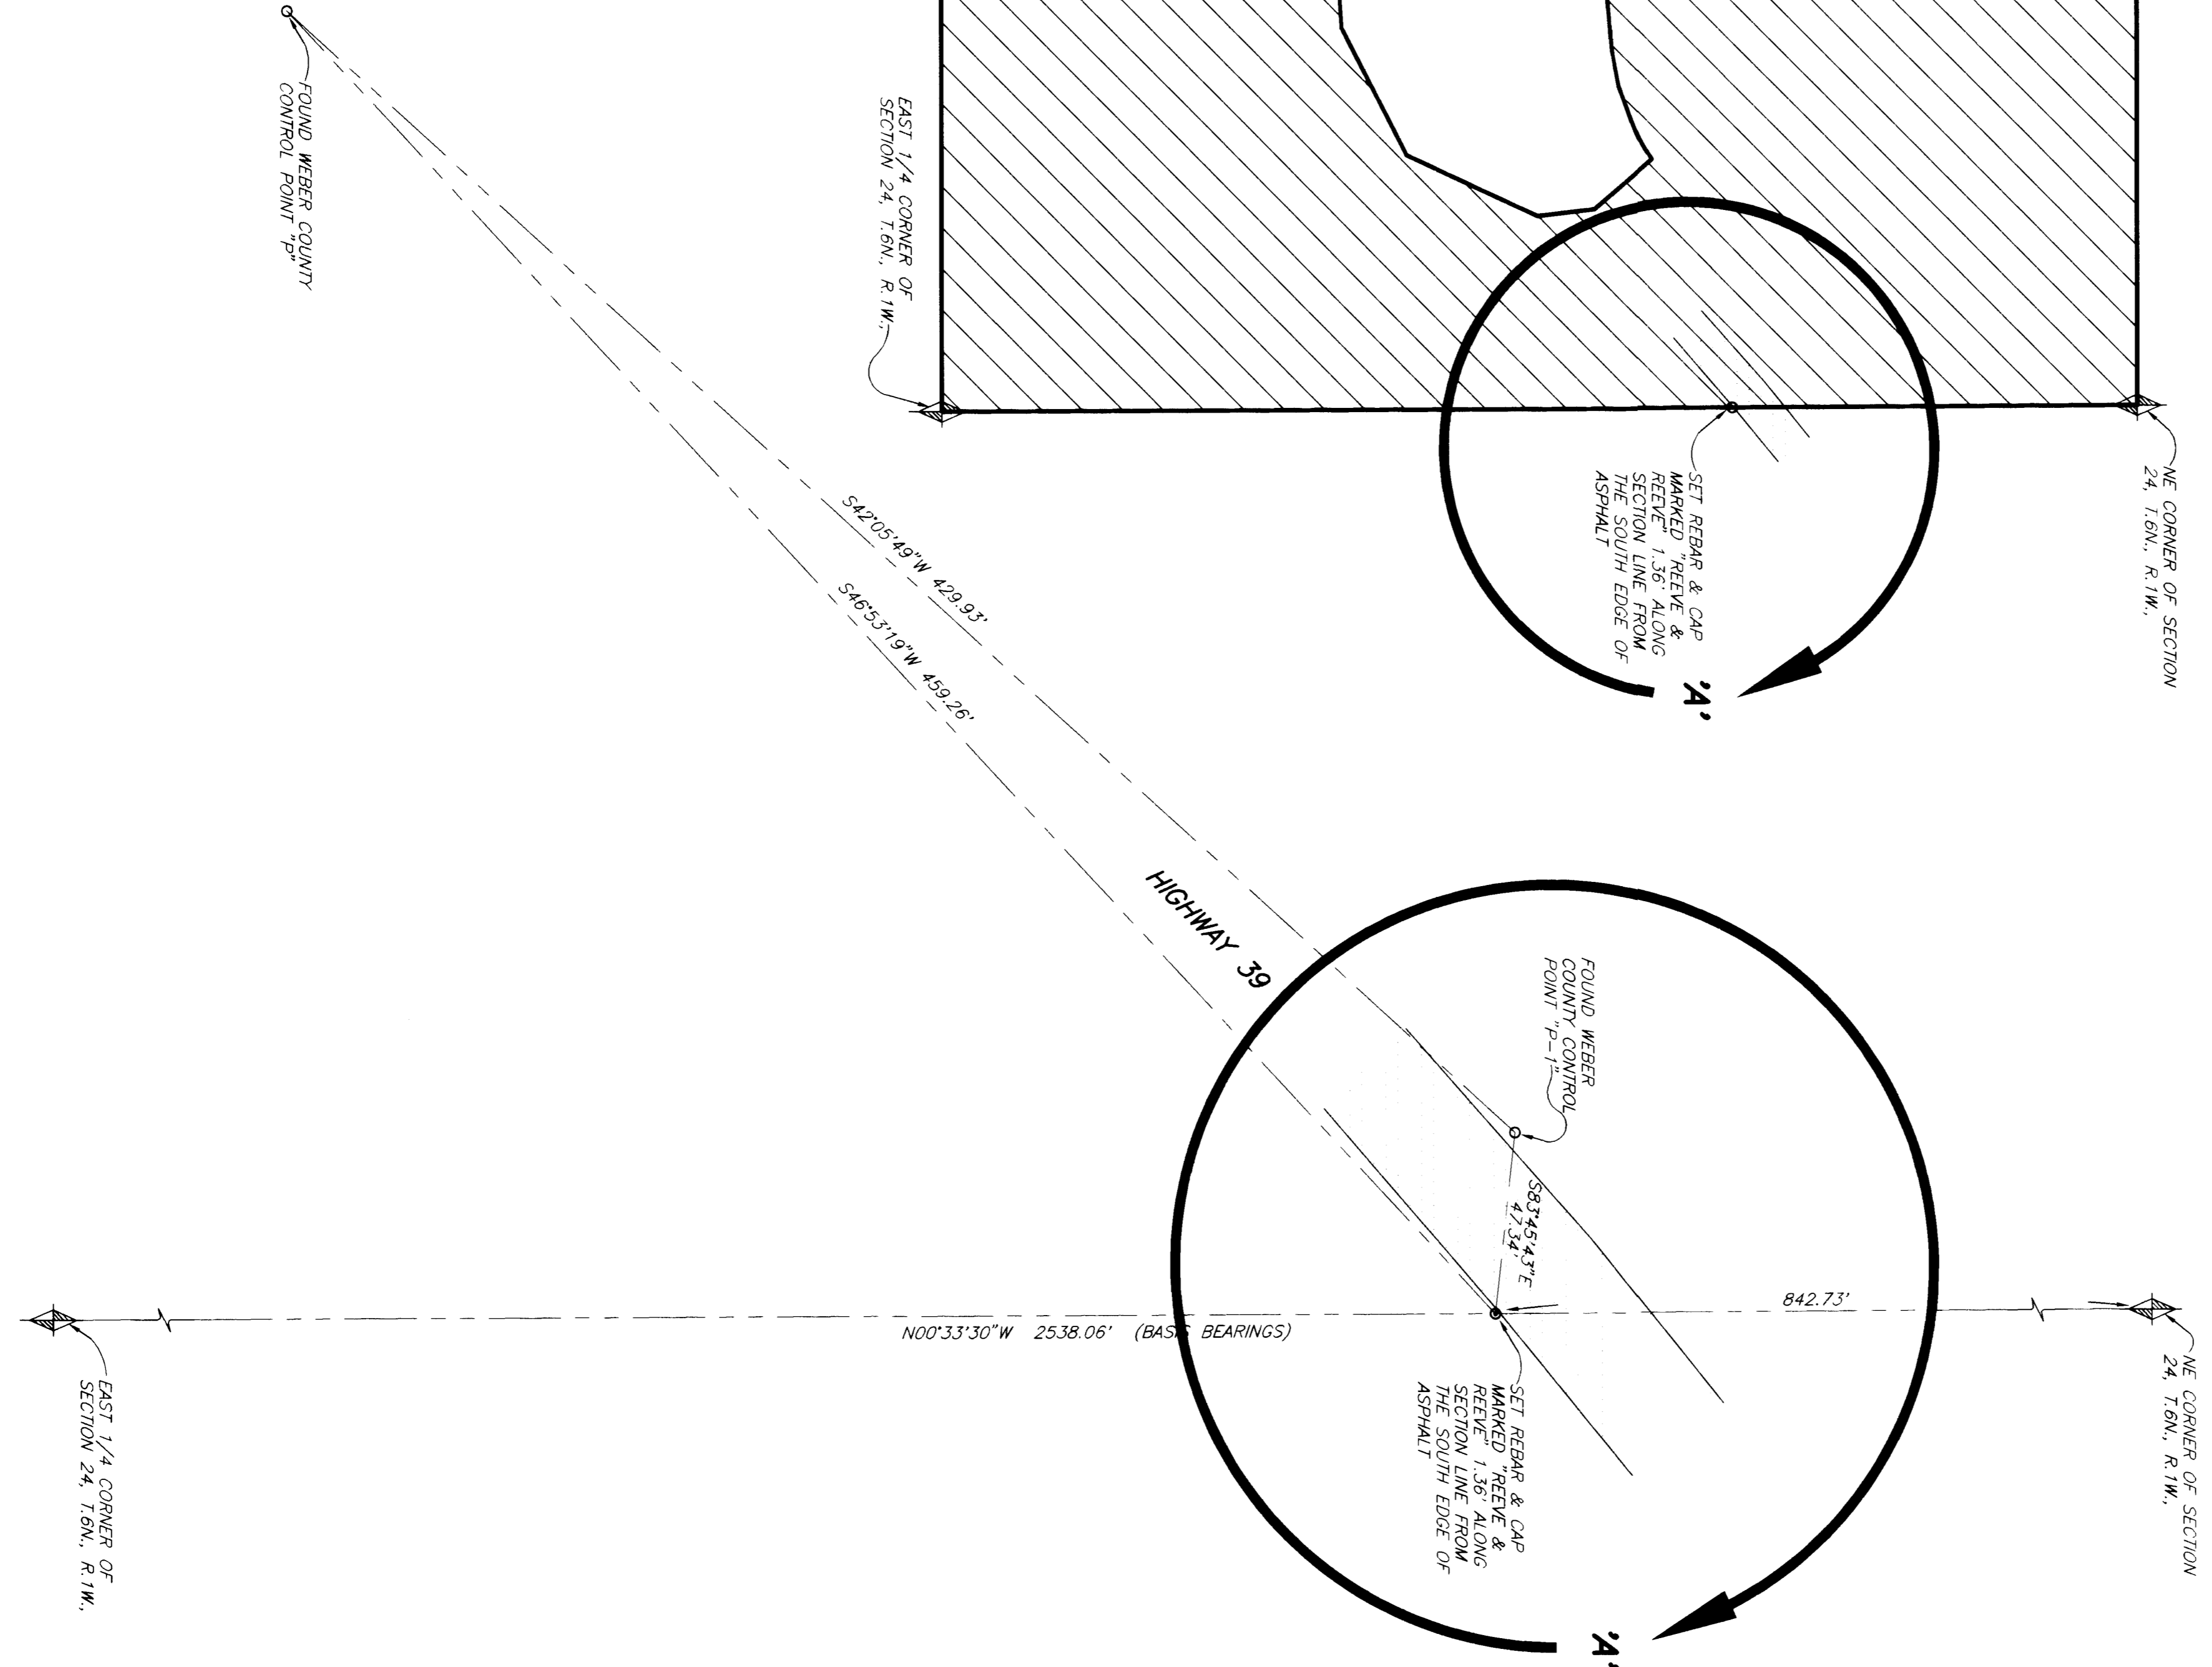 FOUND WEBER COUNTY
CONTROL POINT "P"
EAST 1/4 CORNER OF
SECTION 24, T.6N., R.1W.,
NE CORNER OF SECTION
24, T.6N., R.1W.,
SET REBAR & CAP
MARKED "REEVE &
REEVE" 1.36' ALONG
SECTION LINE FROM
THE SOUTH EDGE OF
ASPHALT
'A'
S42°05'49"W 429.93'
S46°53'19"W 459.26'
HIGHWAY 39
FOUND WEBER
COUNTY CONTROL
POINT "P-1"
S83°45'43"E
47.34'
842.73'
N00°33'30"W 2538.06' (BASIS BEARINGS)
NE CORNER OF SECTION
24, T.6N., R.1W.,
SET REBAR & CAP
MARKED "REEVE &
REEVE" 1.36' ALONG
SECTION LINE FROM
THE SOUTH EDGE OF
ASPHALT
EAST 1/4 CORNER OF
SECTION 24, T.6N., R.1W.,
'A'